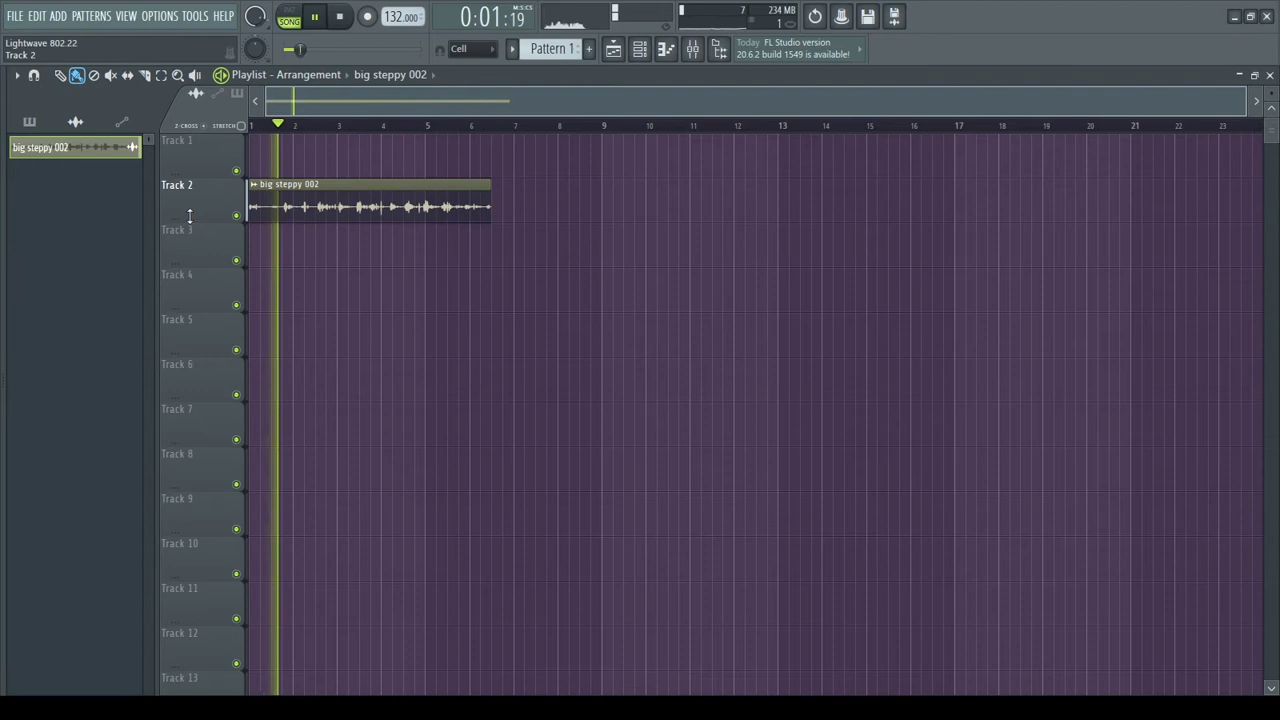 FILE EDIT ADD PATTERNS VIEW OPTIONS TOOLS HELP
PAT
SONG
132.000
0:01:19
M:S:CS
7
234 MB
1
Lightwave 802.22
Track 2
Cell
Pattern 1
Today FL Studio version
20.6.2 build 1549 is available!
Playlist - Arrangement
big steppy 002
Z-CROSS
STRETCH
1 2 3 4 5 6 7 8 9 10 11 12 13 14 15 16 17 18 19 20 21 22 23
big steppy 002
Track 1
Track 2
big steppy 002
Track 3
Track 4
Track 5
Track 6
Track 7
Track 8
Track 9
Track 10
Track 11
Track 12
Track 13